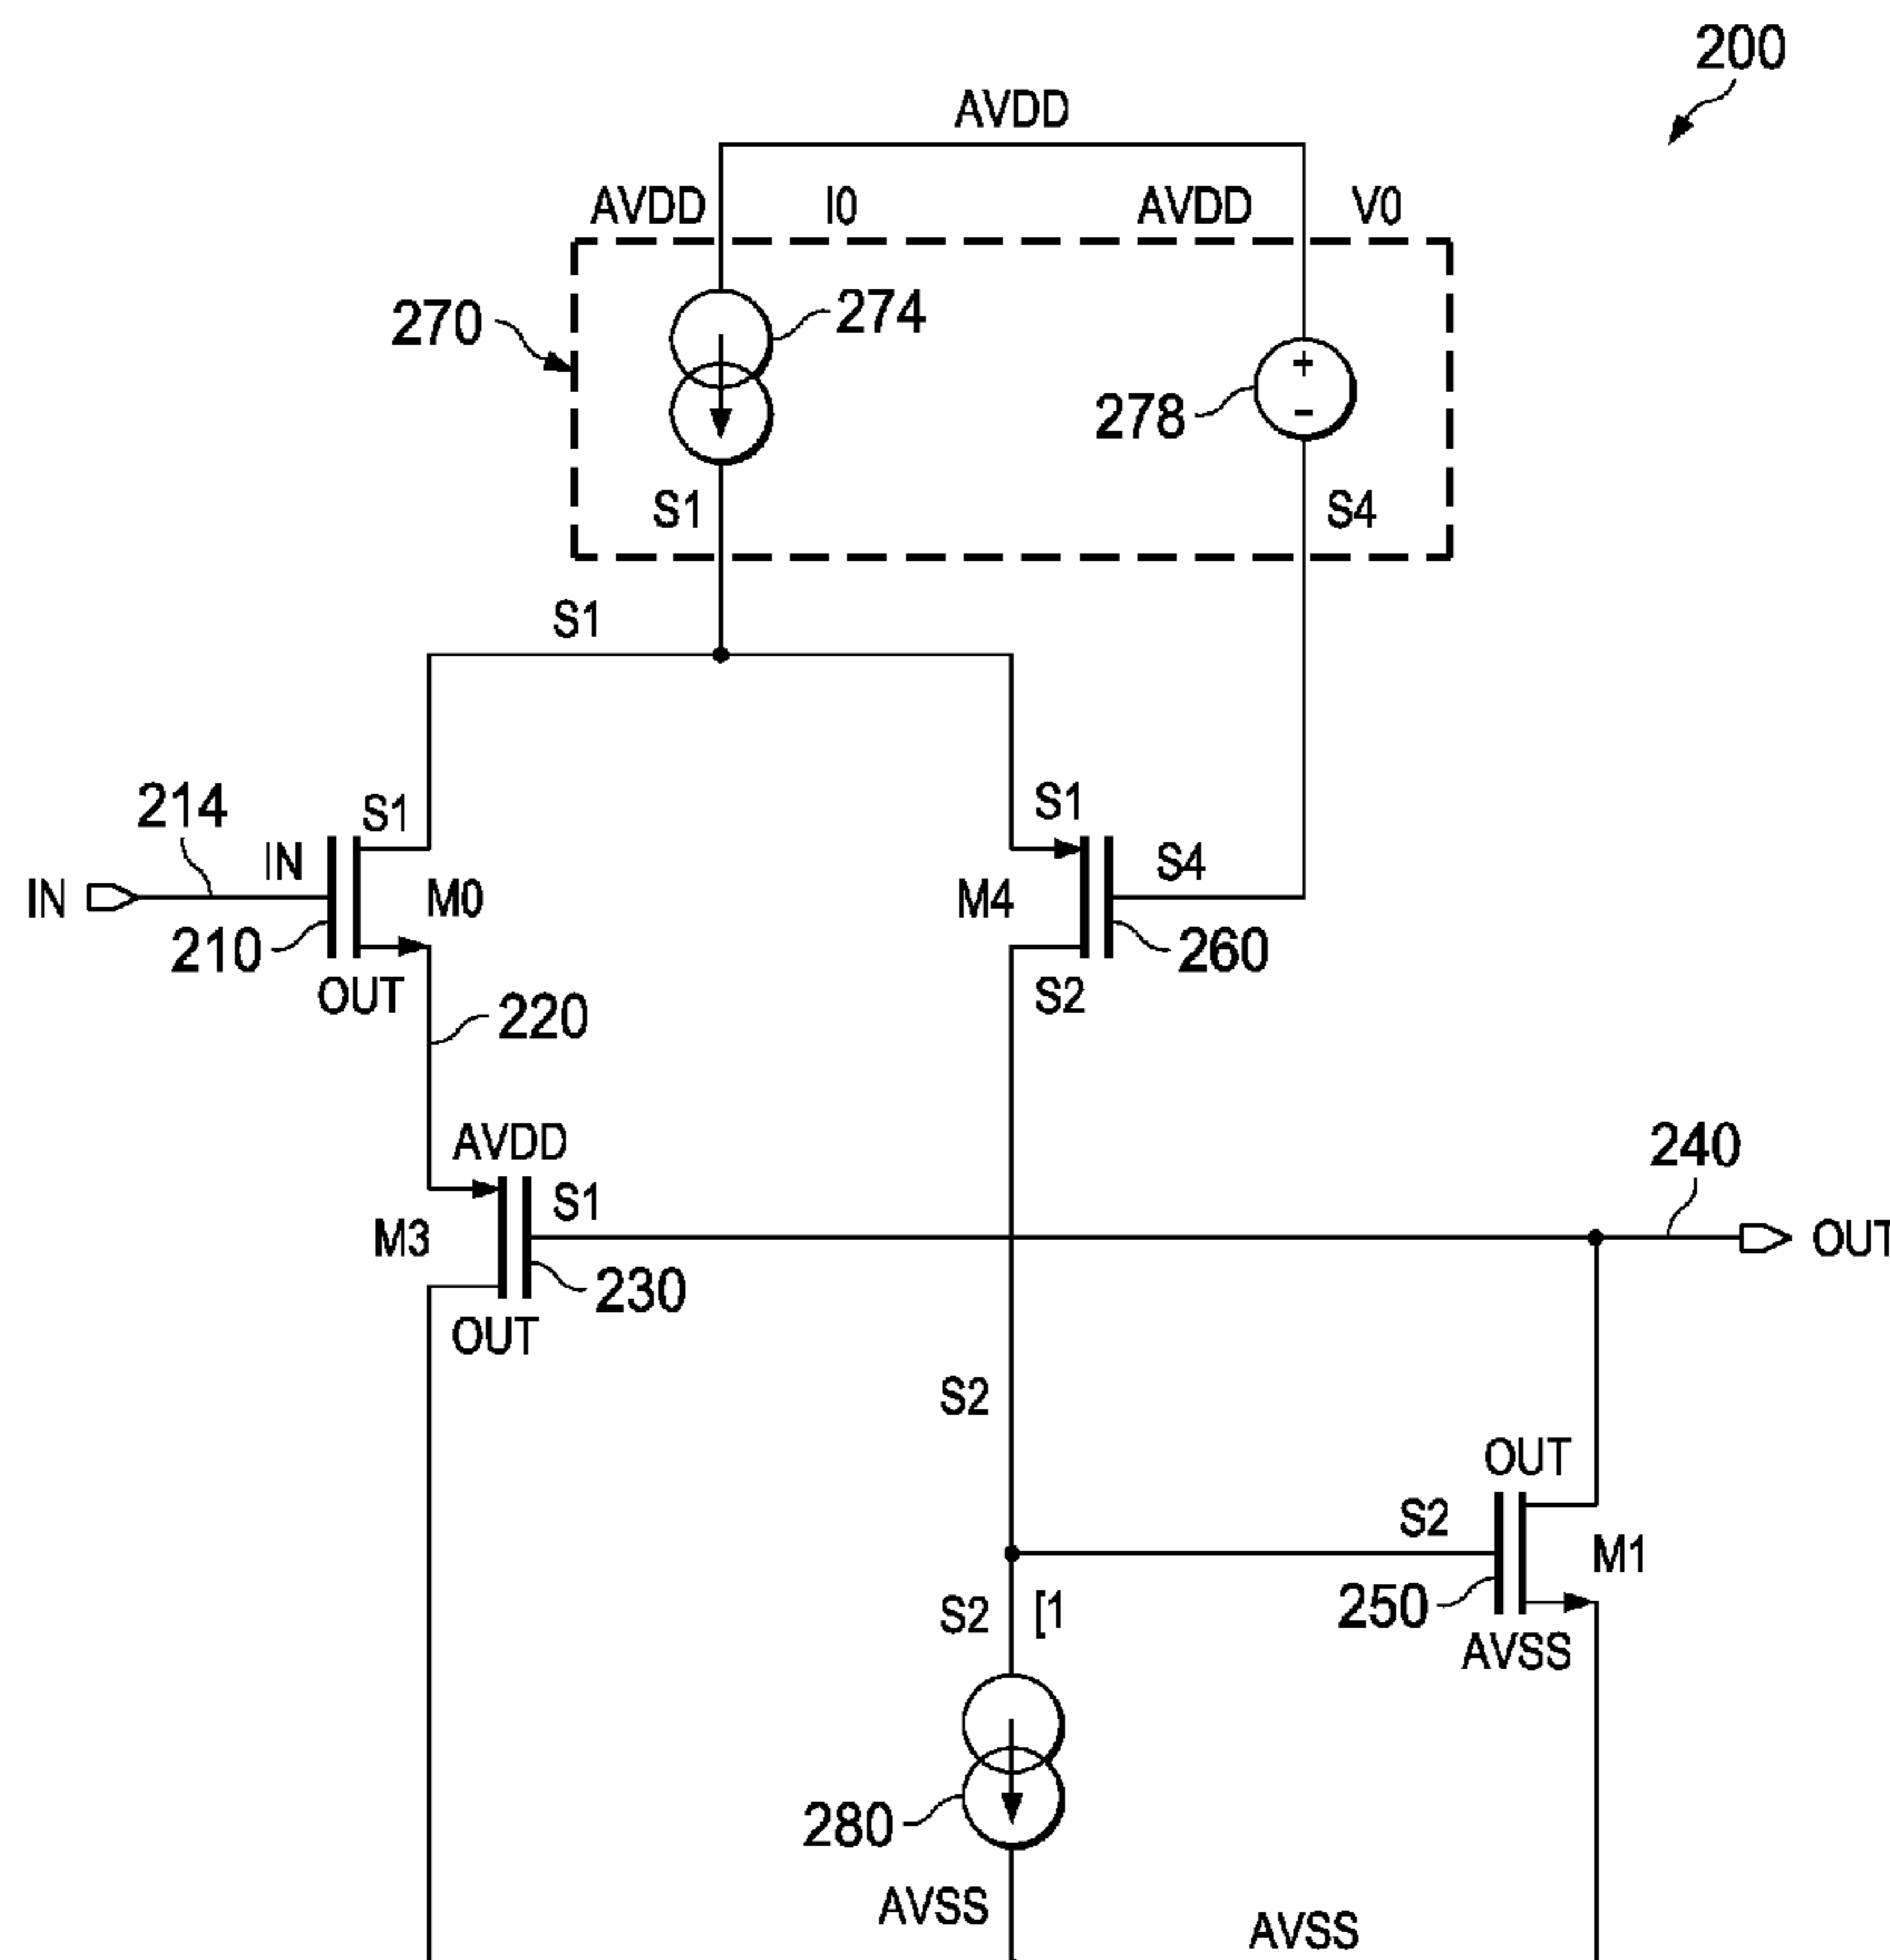 200
AVDD
AVDD I0 AVDD V0
270
274
278
+
-
S1 S4
S1
214
IN
IN
S1
M0
210
OUT
220
S1
M4
S4
260
S2
AVDD
M3
S1
230
OUT
240
OUT
S2
OUT
S2
M1
250
AVSS
S2 [1
280
AVSS
AVSS